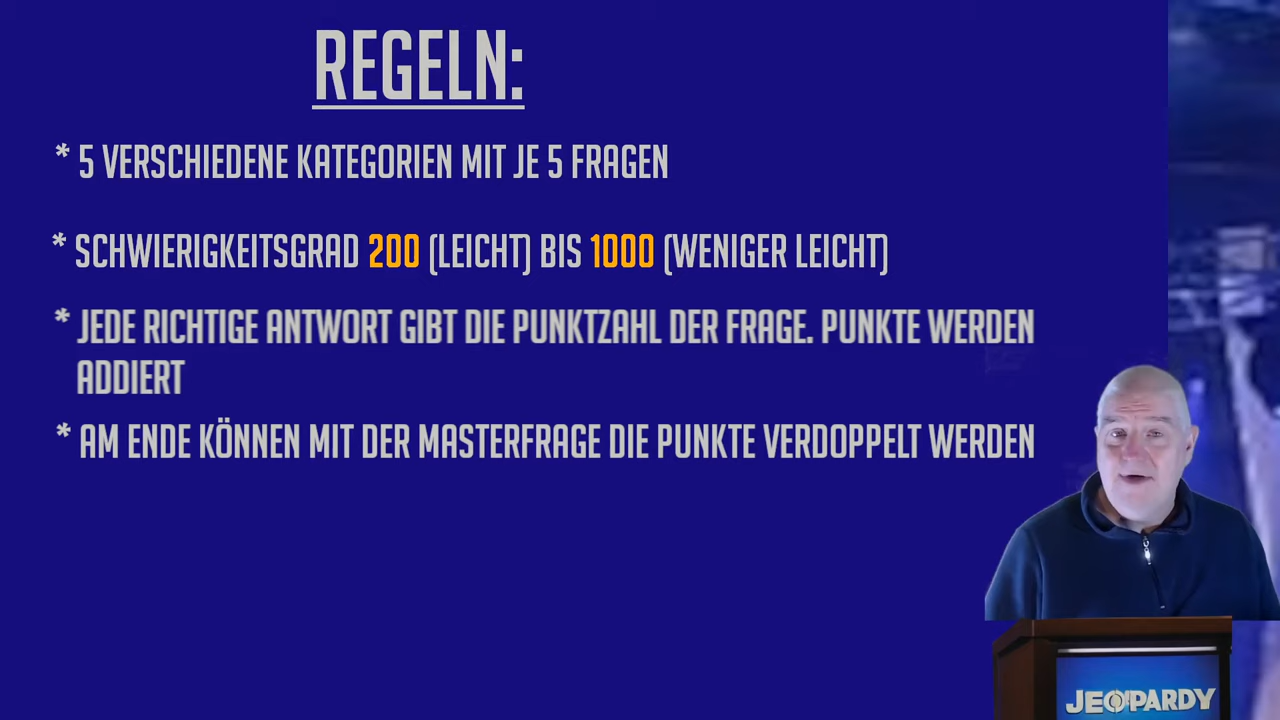 REGELN:
* 5 VERSCHIEDENE KATEGORIEN MIT JE 5 FRAGEN
* SCHWIERIGKEITSGRAD 200 (LEICHT) BIS 1000 (WENIGER LEICHT)
* JEDE RICHTIGE ANTWORT GIBT DIE PUNKTZAHL DER FRAGE. PUNKTE WERDEN
ADDIERT
* AM ENDE KÖNNEN MIT DER MASTERFRAGE DIE PUNKTE VERDOPPELT WERDEN
JEOPARDY